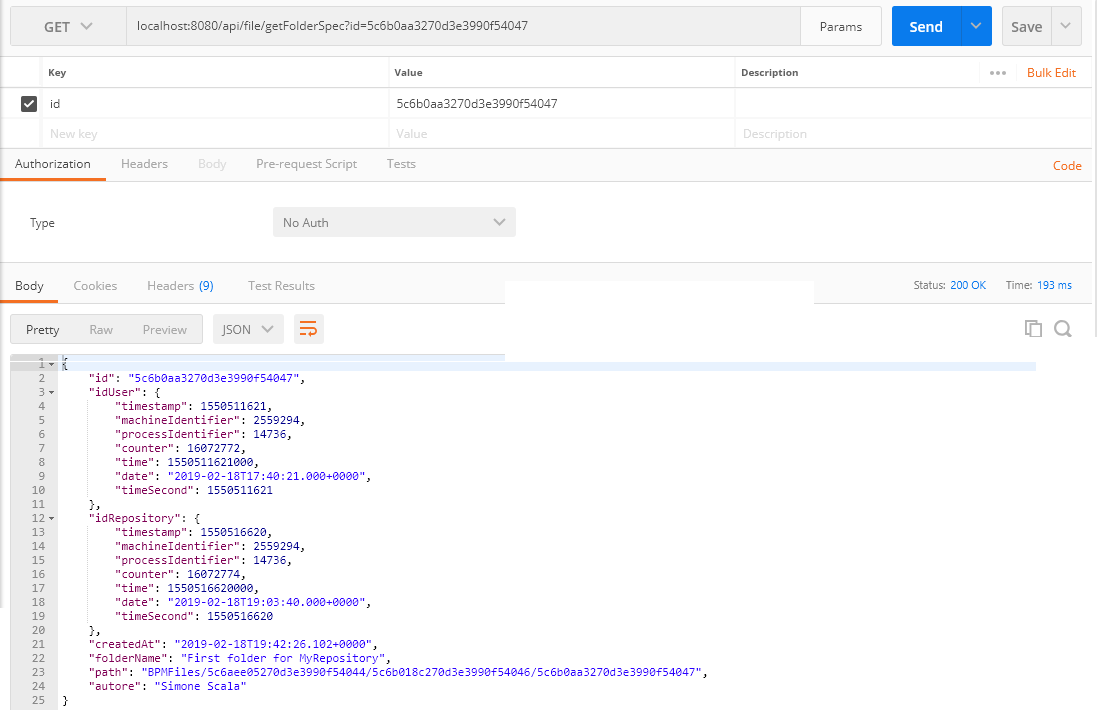 GET localhost:8080/api/file/getFolderSpec?id=5c6b0aa3270d3e3990f54047 Params Send Save
Key Value Description ••• Bulk Edit
id 5c6b0aa3270d3e3990f54047
New key Value Description
Authorization Headers Body Pre-request Script Tests Code
Type No Auth
Body Cookies Headers (9) Test Results Status: 200 OK Time: 193 ms
Pretty Raw Preview JSON
1 {
2 "id": "5c6b0aa3270d3e3990f54047",
3 "idUser": {
4 "timestamp": 1550511621,
5 "machineIdentifier": 2559294,
6 "processIdentifier": 14736,
7 "counter": 16072772,
8 "time": 1550511621000,
9 "date": "2019-02-18T17:40:21.000+0000",
10 "timeSecond": 1550511621
11 },
12 "idRepository": {
13 "timestamp": 1550516620,
14 "machineIdentifier": 2559294,
15 "processIdentifier": 14736,
16 "counter": 16072774,
17 "time": 1550516620000,
18 "date": "2019-02-18T19:03:40.000+0000",
19 "timeSecond": 1550516620
20 },
21 "createdAt": "2019-02-18T19:42:26.102+0000",
22 "folderName": "First folder for MyRepository",
23 "path": "BPMFiles/5c6aee05270d3e3990f54044/5c6b018c270d3e3990f54046/5c6b0aa3270d3e3990f54047",
24 "autore": "Simone Scala"
25 }